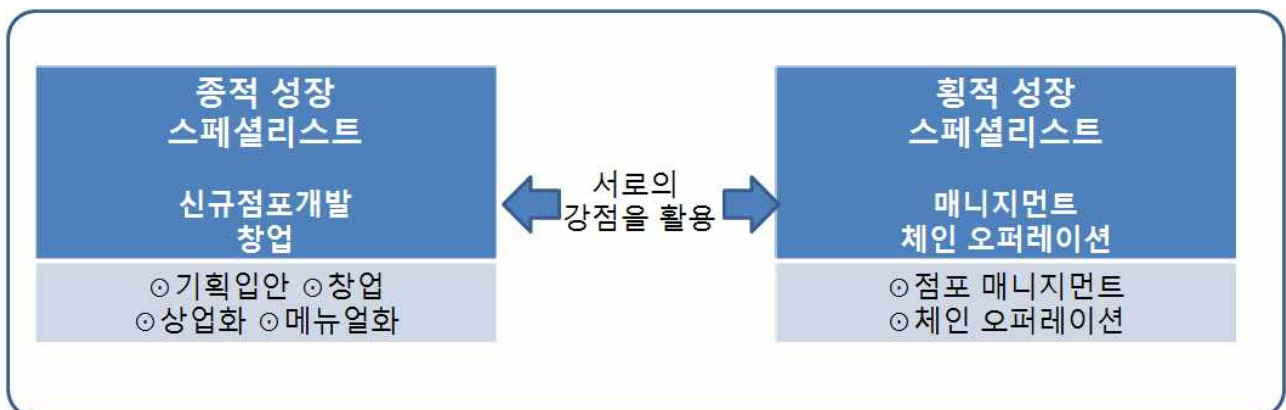 종적 성장
스페셜리스트
신규점포개발
창업
⊙기획입안 ⊙창업
⊙상업화 ⊙메뉴얼화
서로의
강점을 활용
횡적 성장
스페셜리스트
매니지먼트
체인 오퍼레이션
⊙점포 매니지먼트
⊙체인 오퍼레이션